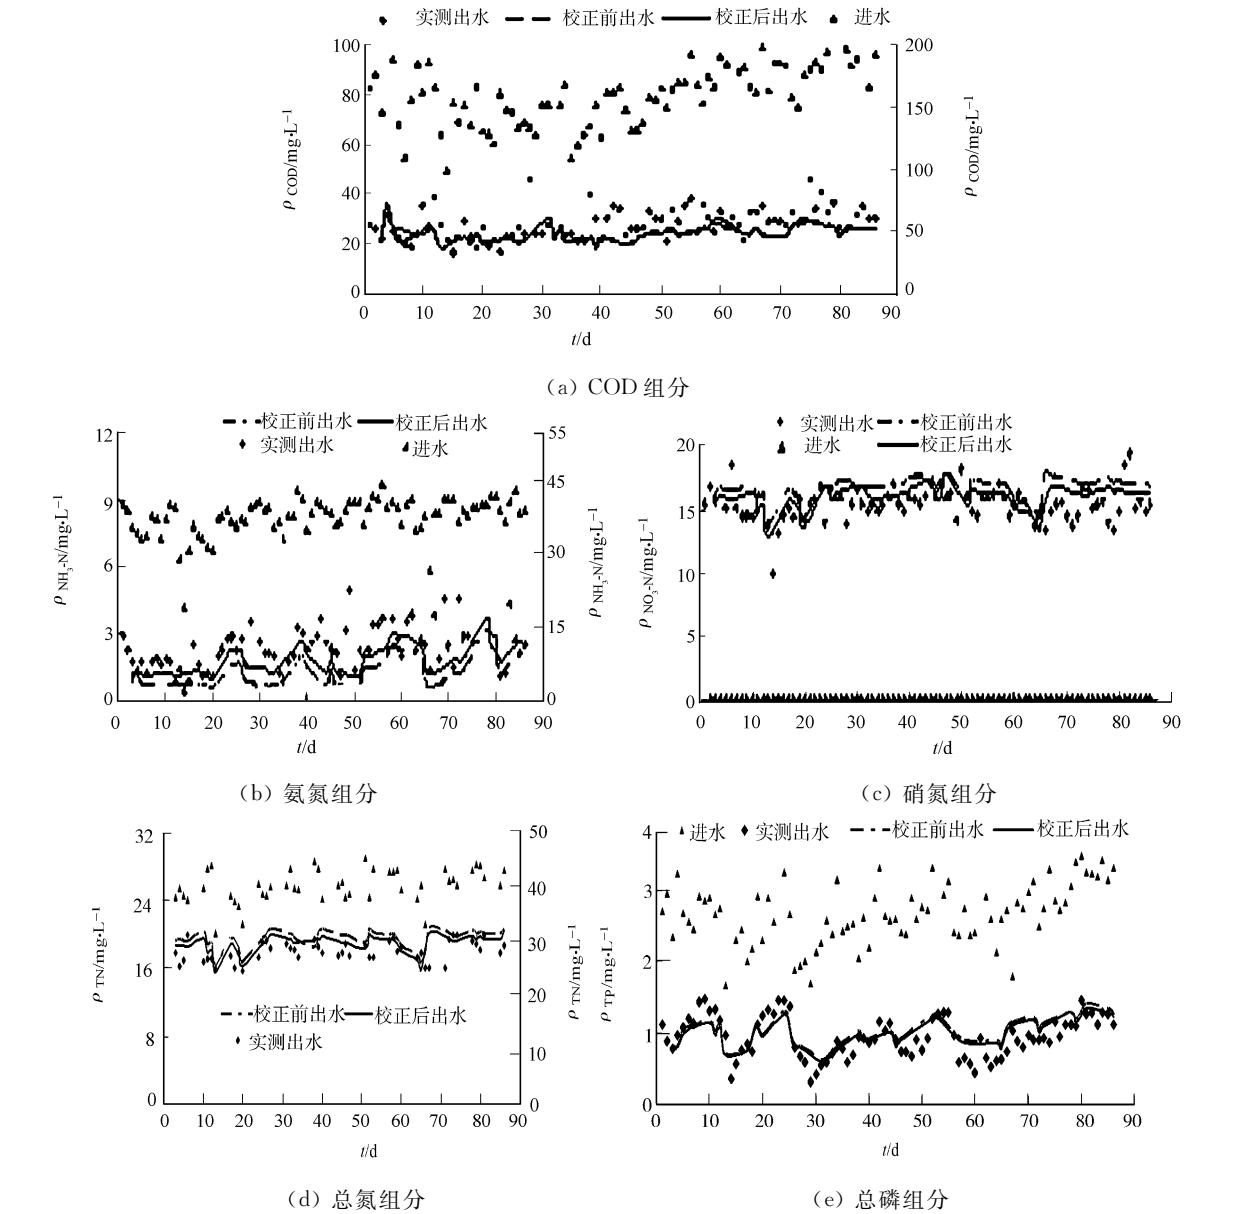 实测出水 校正前出水 校正后出水 进水
100 80 60 40 20 0
ρ COD/mg·L−1
200 150 100 50 0
ρ COD/mg·L−1
0 10 20 30 40 50 60 70 80 90
t/d
(a) COD 组分
校正前出水 校正后出水
实测出水 进水
12 9 6 3 0
ρ NH3-N/mg·L−1
55 45 30 15 0
ρ NH3-N/mg·L−1
0 10 20 30 40 50 60 70 80 90
t/d
(b) 氨氮组分
实测出水 校正前出水
进水 校正后出水
20 15 10 5 0
ρ NO3-N/mg·L−1
0 10 20 30 40 50 60 70 80 90
t/d
(c) 硝氮组分
32 24 16 8 0
ρ TN/mg·L−1
50 40 30 20 10 0
ρ TN/mg·L−1
校正前出水 校正后出水
实测出水
0 10 20 30 40 50 60 70 80 90
t/d
(d) 总氮组分
进水 实测出水 校正前出水 校正后出水
4 3 2 1 0
ρ TP/mg·L−1
0 10 20 30 40 50 60 70 80 90
t/d
(e) 总磷组分